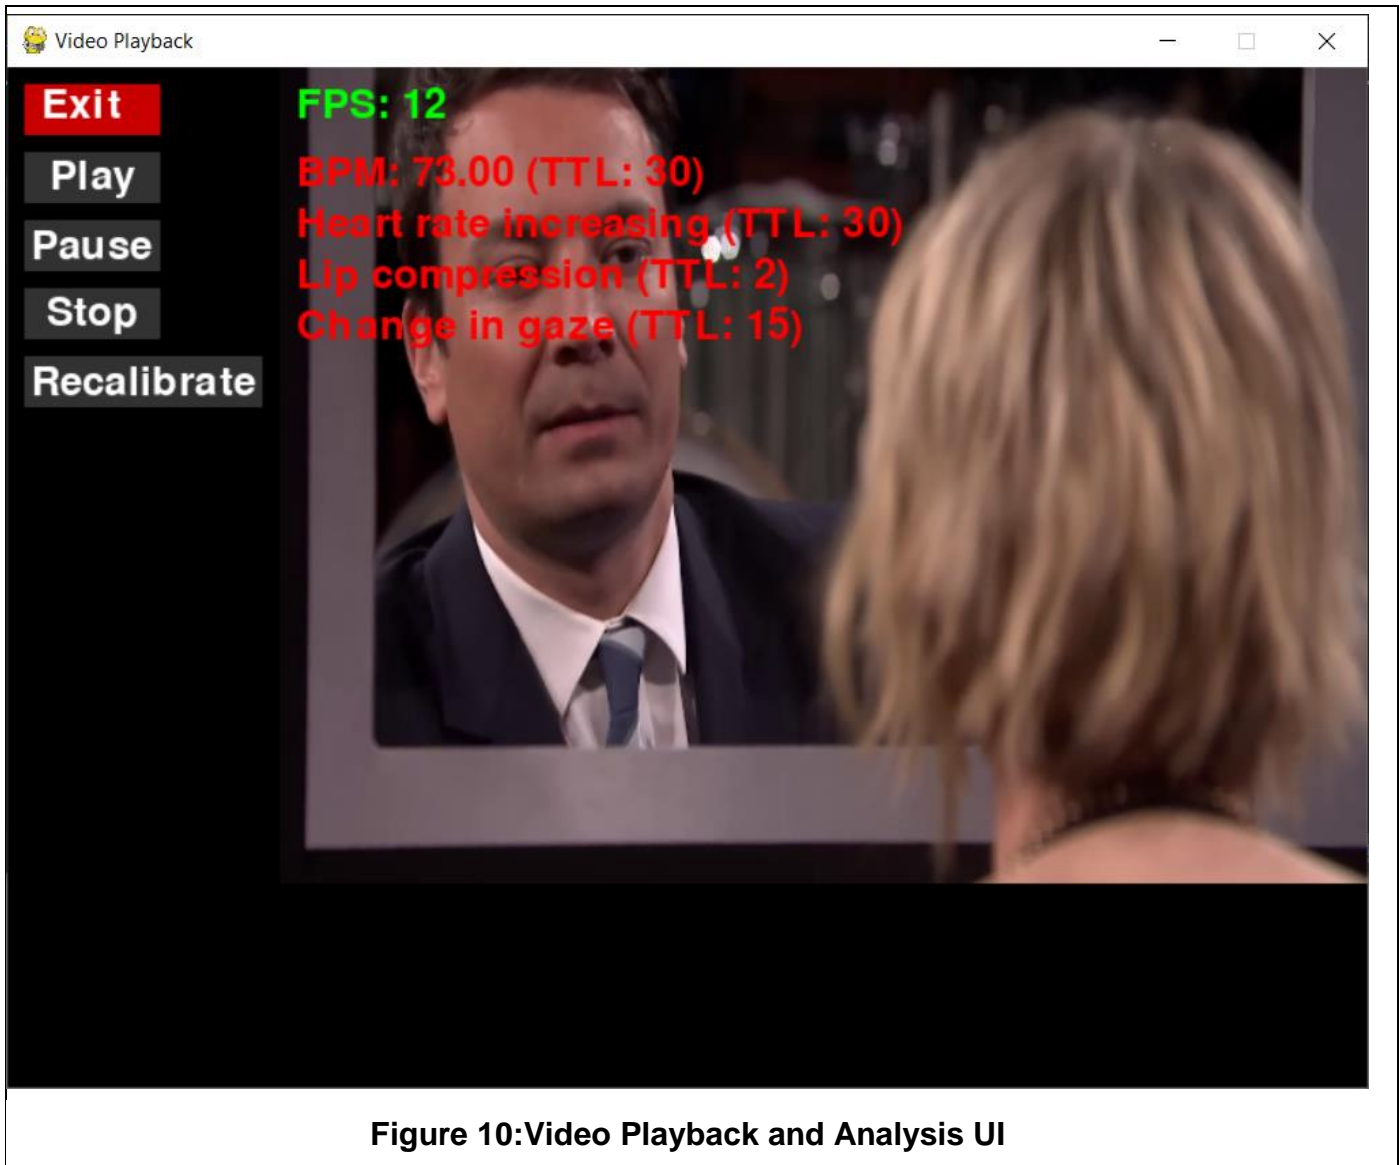 Video Playback
Exit
Play
Pause
Stop
Recalibrate
FPS: 12
BPM: 73.00 (TTL: 30)
Heart rate increasing (TTL: 30)
Lip compression (TTL: 2)
Change in gaze (TTL: 15)
Figure 10:Video Playback and Analysis UI